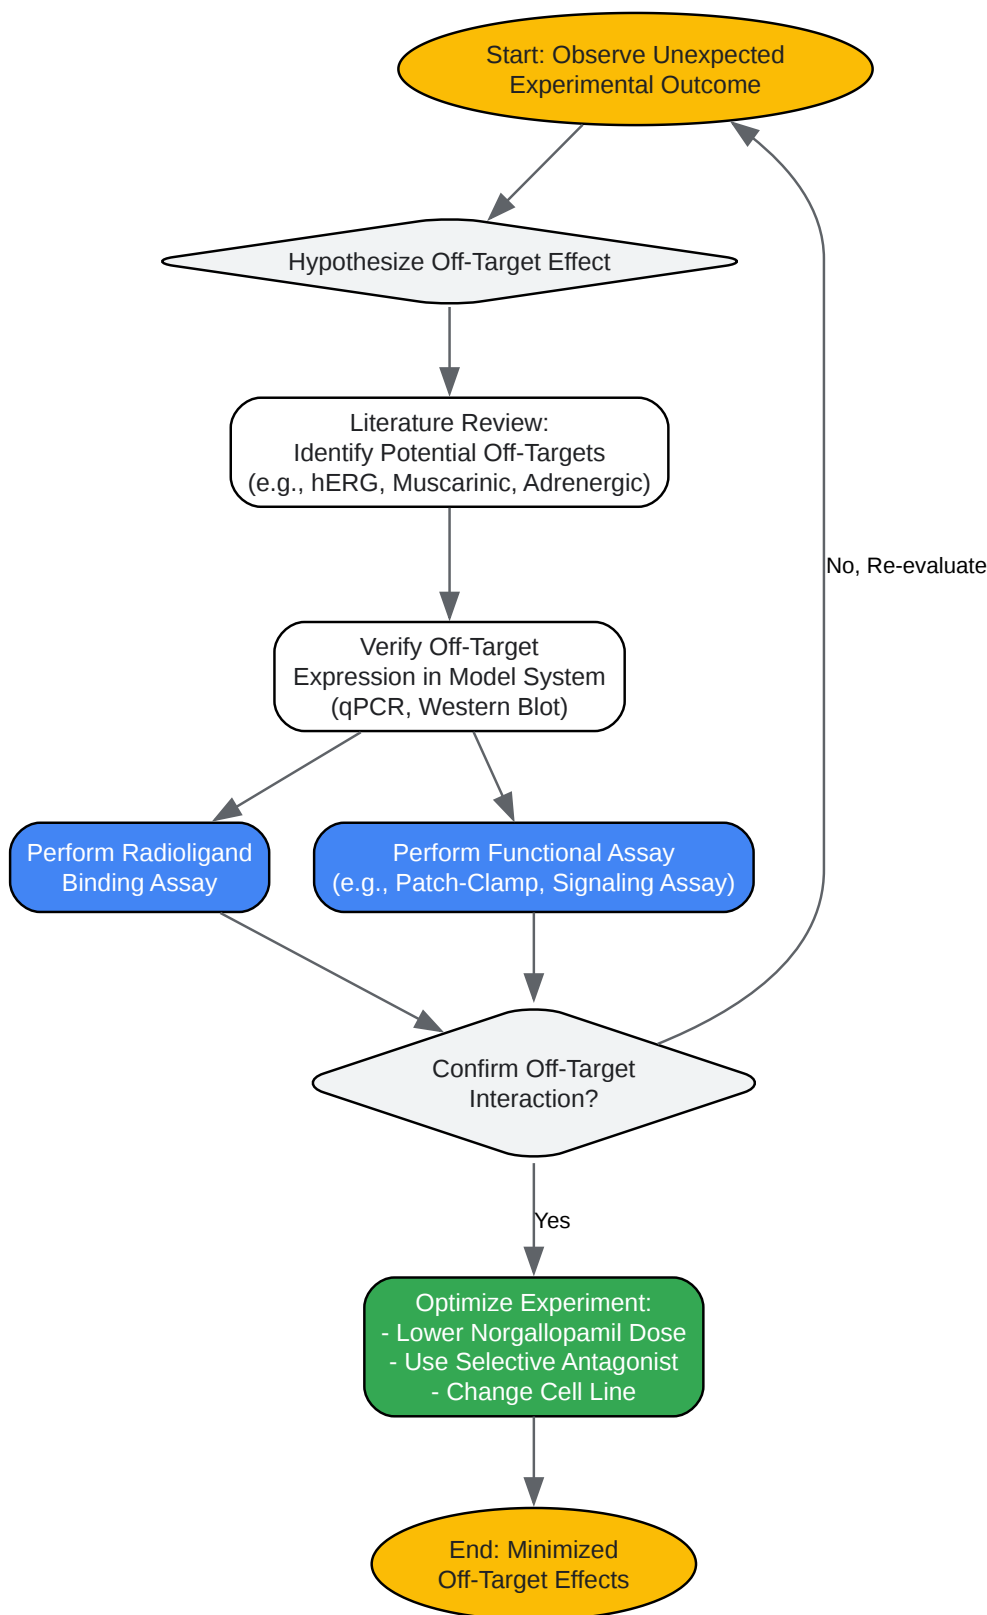 Start: Observe Unexpected
Experimental Outcome
Hypothesize Off-Target Effect
Literature Review:
Identify Potential Off-Targets
(e.g., hERG, Muscarinic, Adrenergic)
No, Re-evaluate
Verify Off-Target
Expression in Model System
(qPCR, Western Blot)
Perform Radioligand
Binding Assay
Perform Functional Assay
(e.g., Patch-Clamp, Signaling Assay)
Confirm Off-Target
Interaction?
Yes
Optimize Experiment:
- Lower Norgallopamil Dose
- Use Selective Antagonist
- Change Cell Line
End: Minimized
Off-Target Effects